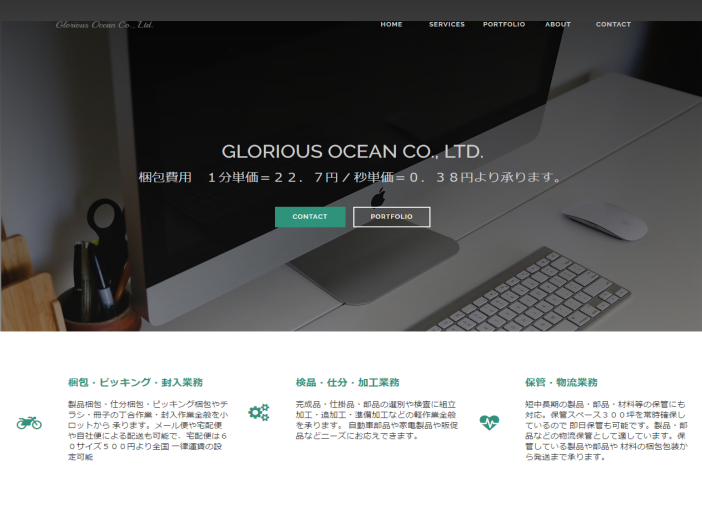 Glorious Ocean Co., Ltd.
HOME SERVICES PORTFOLIO ABOUT CONTACT
GLORIOUS OCEAN CO., LTD.
梱包費用 １分単価＝２２．７円／秒単価＝０．３８円より承ります。
CONTACT PORTFOLIO
梱包・ピッキング・封入業務
製品梱包・仕分梱包・ピッキング梱包やチ
ラシ・冊子の丁合作業・封入作業全般を小
ロットから 承ります。メール便や宅配便
や自社便による配送も可能で、宅配便は６
０サイズ５００円より全国 一律運賃の設
定可能
検品・仕分・加工業務
完成品・仕掛品・部品の選別や検査に組立
加工・追加工・準備加工などの軽作業全般
を承ります。 自動車部品や家電製品や販促
品などニーズにお応えできます。
保管・物流業務
短中長期の製品・部品・材料等の保管にも
対応。保管スペース３００坪を常時確保し
ているので 即日保管も可能です。製品・部
品などの物流保管として適しています。保
管している製品や部品や 材料の梱包包装か
ら発送まで承ります。